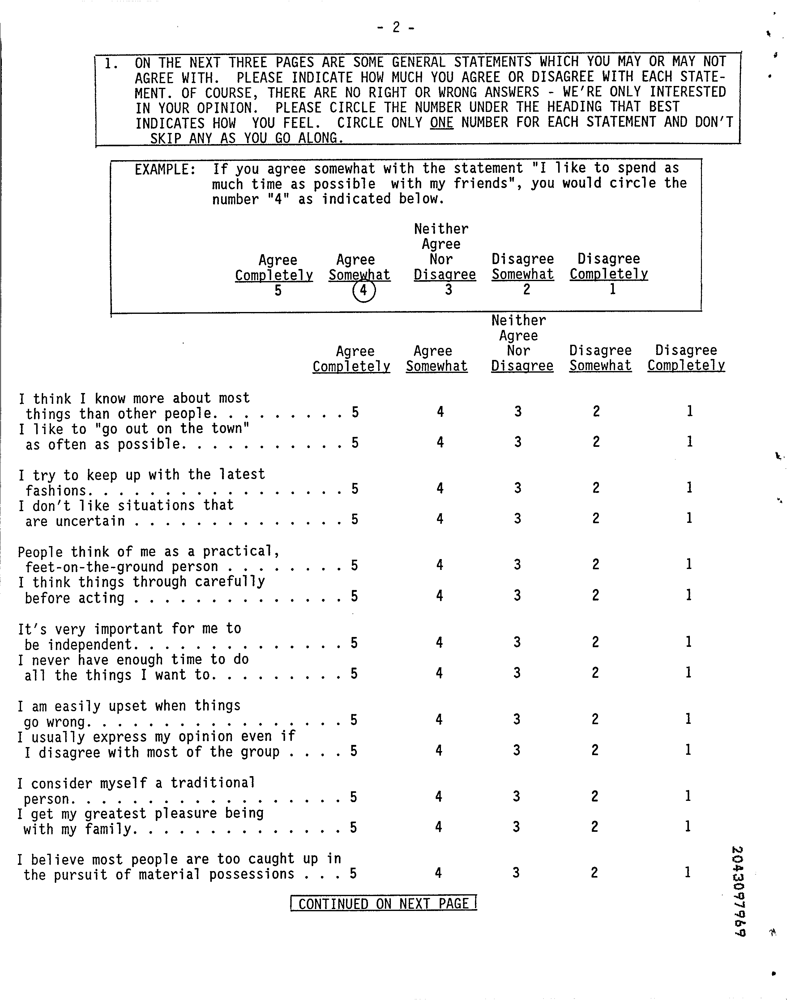 - 2 -
1. ON THE NEXT THREE PAGES ARE SOME GENERAL STATEMENTS WHICH YOU MAY OR MAY NOT
AGREE WITH. PLEASE INDICATE HOW MUCH YOU AGREE OR DISAGREE WITH EACH STATE-
MENT. OF COURSE, THERE ARE NO RIGHT OR WRONG ANSWERS - WE'RE ONLY INTERESTED
IN YOUR OPINION. PLEASE CIRCLE THE NUMBER UNDER THE HEADING THAT BEST
INDICATES HOW YOU FEEL. CIRCLE ONLY ONE NUMBER FOR EACH STATEMENT AND DON'T
SKIP ANY AS YOU GO ALONG.
EXAMPLE: If you agree somewhat with the statement "I like to spend as
much time as possible with my friends", you would circle the
number "4" as indicated below.
Neither
Agree
Agree Agree Nor Disagree Disagree
Completely Somewhat Disagree Somewhat Completely
5 4 3 2 1
Neither
Agree
Agree Agree Nor Disagree Disagree
Completely Somewhat Disagree Somewhat Completely
I think I know more about most
things than other people. . . . . . . . . 5 4 3 2 1
I like to "go out on the town"
as often as possible. . . . . . . . . . . 5 4 3 2 1
I try to keep up with the latest
fashions. . . . . . . . . . . . . . . . . 5 4 3 2 1
I don't like situations that
are uncertain . . . . . . . . . . . . . . 5 4 3 2 1
People think of me as a practical,
feet-on-the-ground person . . . . . . . . 5 4 3 2 1
I think things through carefully
before acting . . . . . . . . . . . . . . 5 4 3 2 1
It's very important for me to
be independent. . . . . . . . . . . . . . 5 4 3 2 1
I never have enough time to do
all the things I want to. . . . . . . . . 5 4 3 2 1
I am easily upset when things
go wrong. . . . . . . . . . . . . . . . . 5 4 3 2 1
I usually express my opinion even if
I disagree with most of the group . . . . 5 4 3 2 1
I consider myself a traditional
person. . . . . . . . . . . . . . . . . . 5 4 3 2 1
I get my greatest pleasure being
with my family. . . . . . . . . . . . . . 5 4 3 2 1
I believe most people are too caught up in
the pursuit of material possessions . . . 5 4 3 2 1
CONTINUED ON NEXT PAGE
2043097969